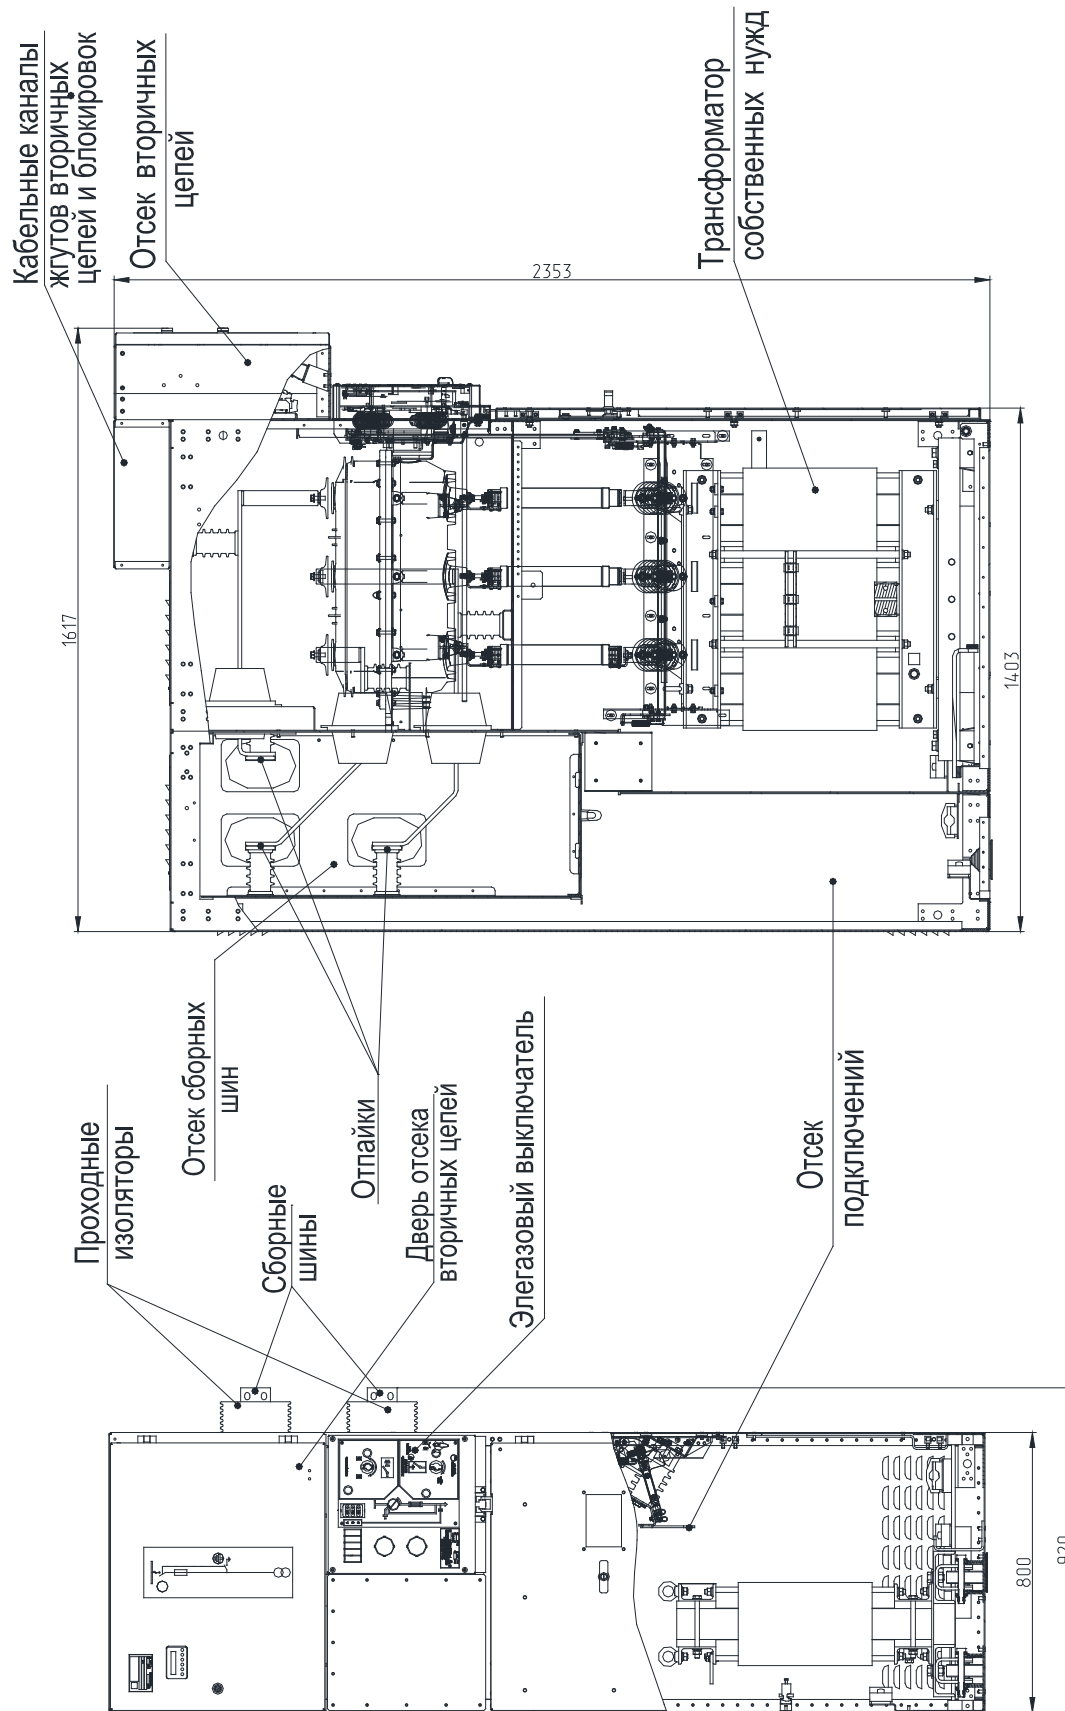 Кабельные каналы
жгутов вторичных
цепей и блокировок
Отсек вторичных
цепей
Трансформатор
собственных нужд
2353
1617
1403
Отсек сборных
шин
Отпайки
Проходные
изоляторы
Сборные
шины
Дверь отсека
вторичных цепей
Элегазовый выключатель
Отсек
подключений
800
920